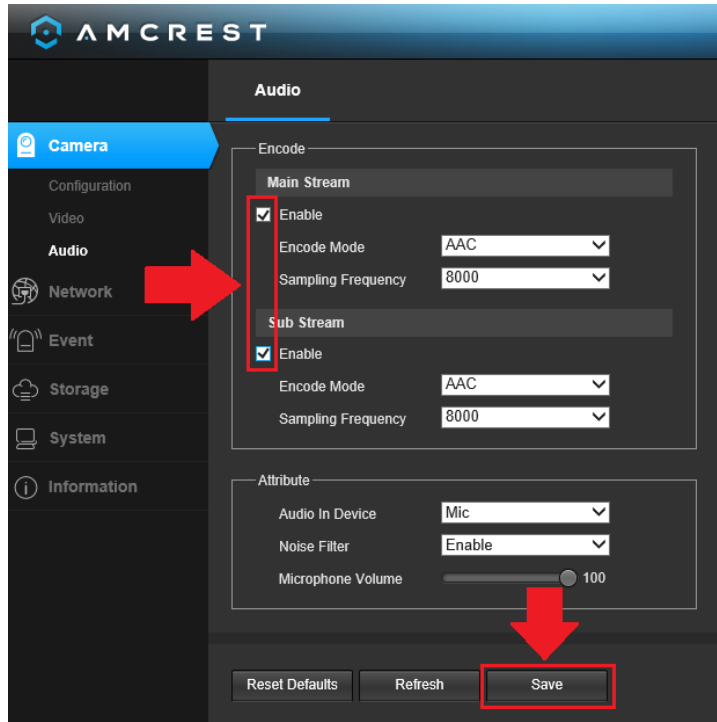 AMCREST
Audio
Camera
Configuration
Video
Audio
Network
Event
Storage
System
Information
Encode
Main Stream
Enable
Encode Mode AAC
Sampling Frequency 8000
Sub Stream
Enable
Encode Mode AAC
Sampling Frequency 8000
Attribute
Audio In Device Mic
Noise Filter Enable
Microphone Volume 100
Reset Defaults Refresh Save